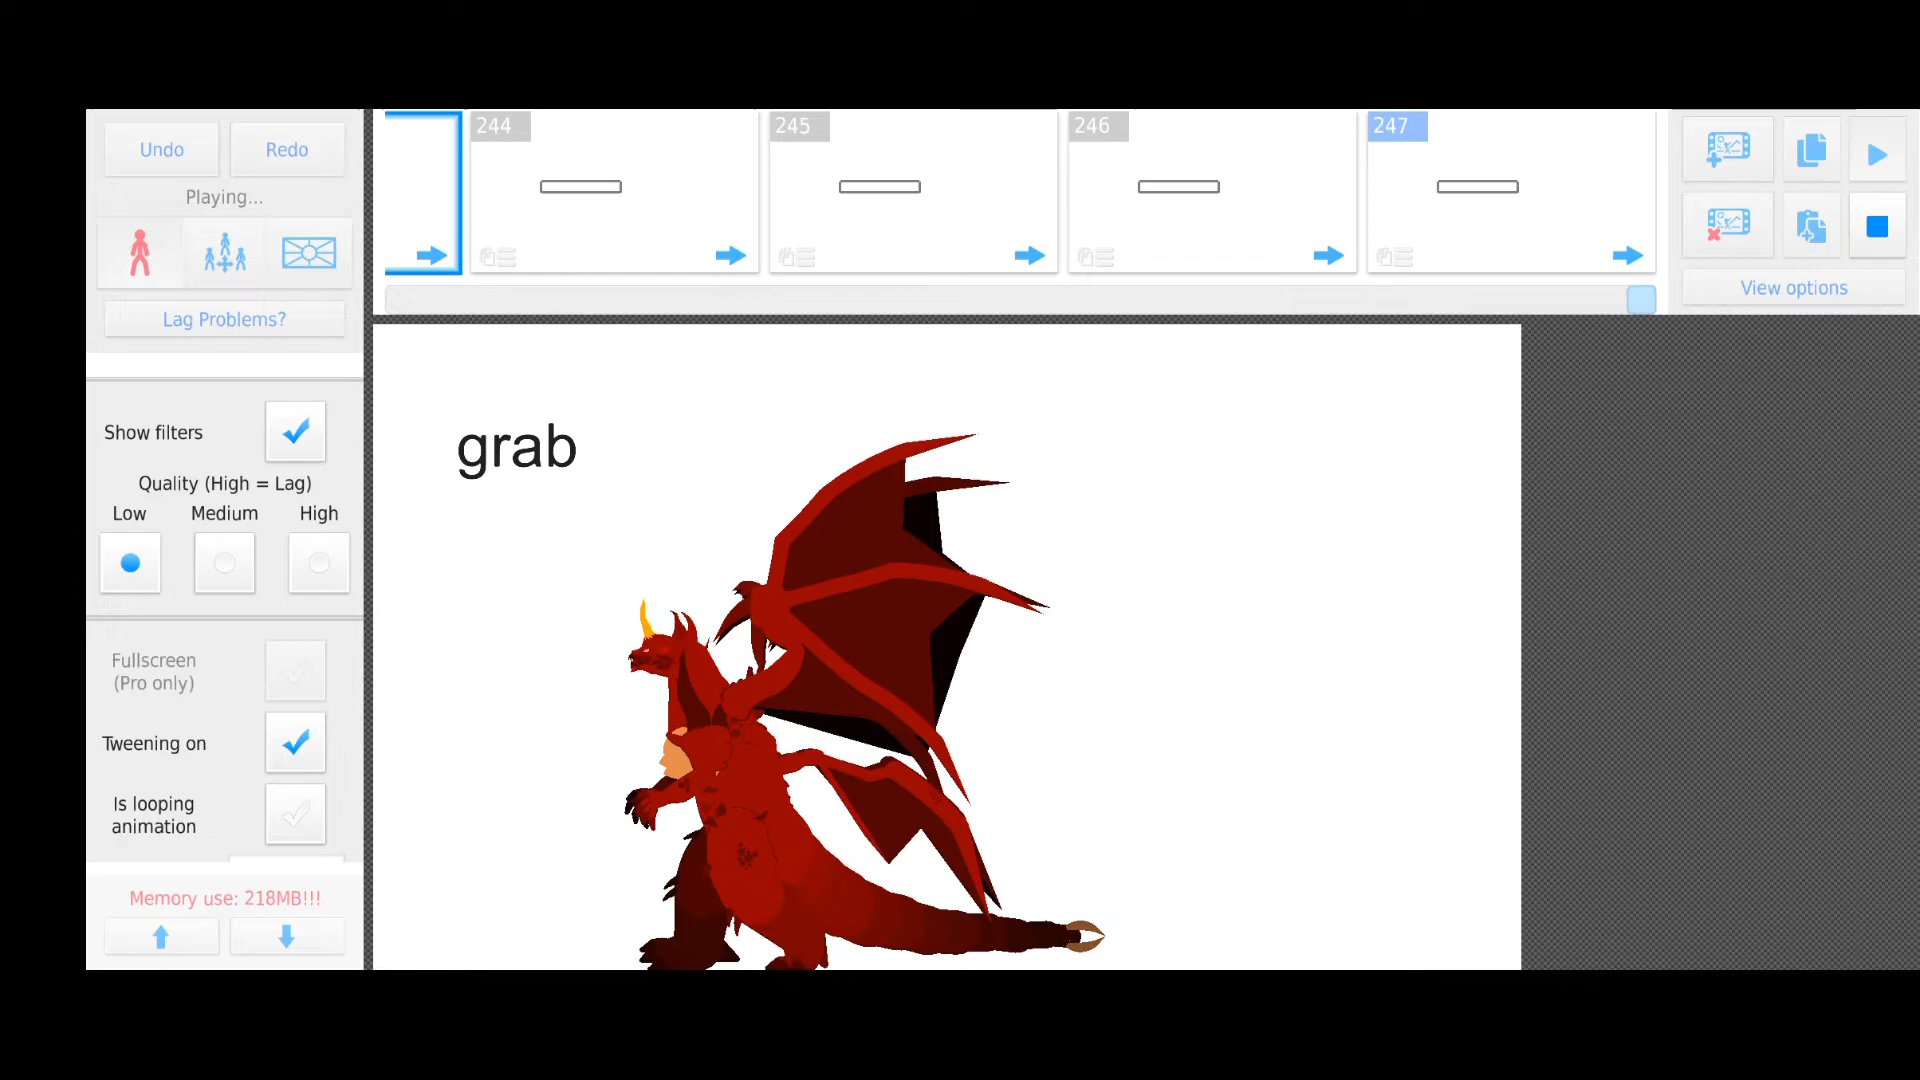 Undo Redo
Playing...
Lag Problems?
244 245 246 247
View options
Show filters
Quality (High = Lag)
Low Medium High
Fullscreen
(Pro only)
Tweening on
Is looping
animation
Memory use: 218MB!!!
grab